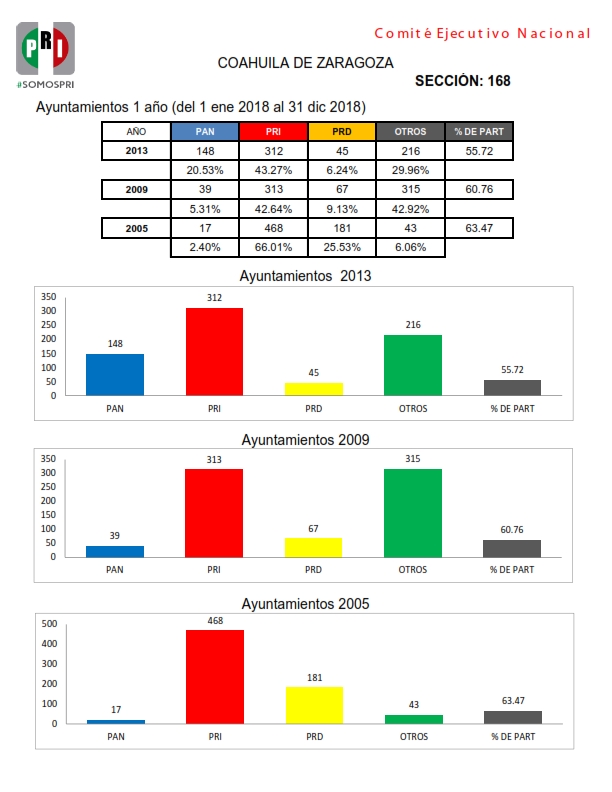 Comité Ejecutivo Nacional
PRI
#SOMOSPRI
COAHUILA DE ZARAGOZA
SECCIÓN: 168
Ayuntamientos 1 año (del 1 ene 2018 al 31 dic 2018)
AÑO PAN PRI PRD OTROS % DE PART
2013 148 312 45 216 55.72
20.53% 43.27% 6.24% 29.96%
2009 39 313 67 315 60.76
5.31% 42.64% 9.13% 42.92%
2005 17 468 181 43 63.47
2.40% 66.01% 25.53% 6.06%
Ayuntamientos 2013
350
300
250
200
150
100
50
0
148
312
45
216
55.72
PAN PRI PRD OTROS % DE PART
Ayuntamientos 2009
350
300
250
200
150
100
50
0
39
313
67
315
60.76
PAN PRI PRD OTROS % DE PART
Ayuntamientos 2005
500
400
300
200
100
0
17
468
181
43
63.47
PAN PRI PRD OTROS % DE PART